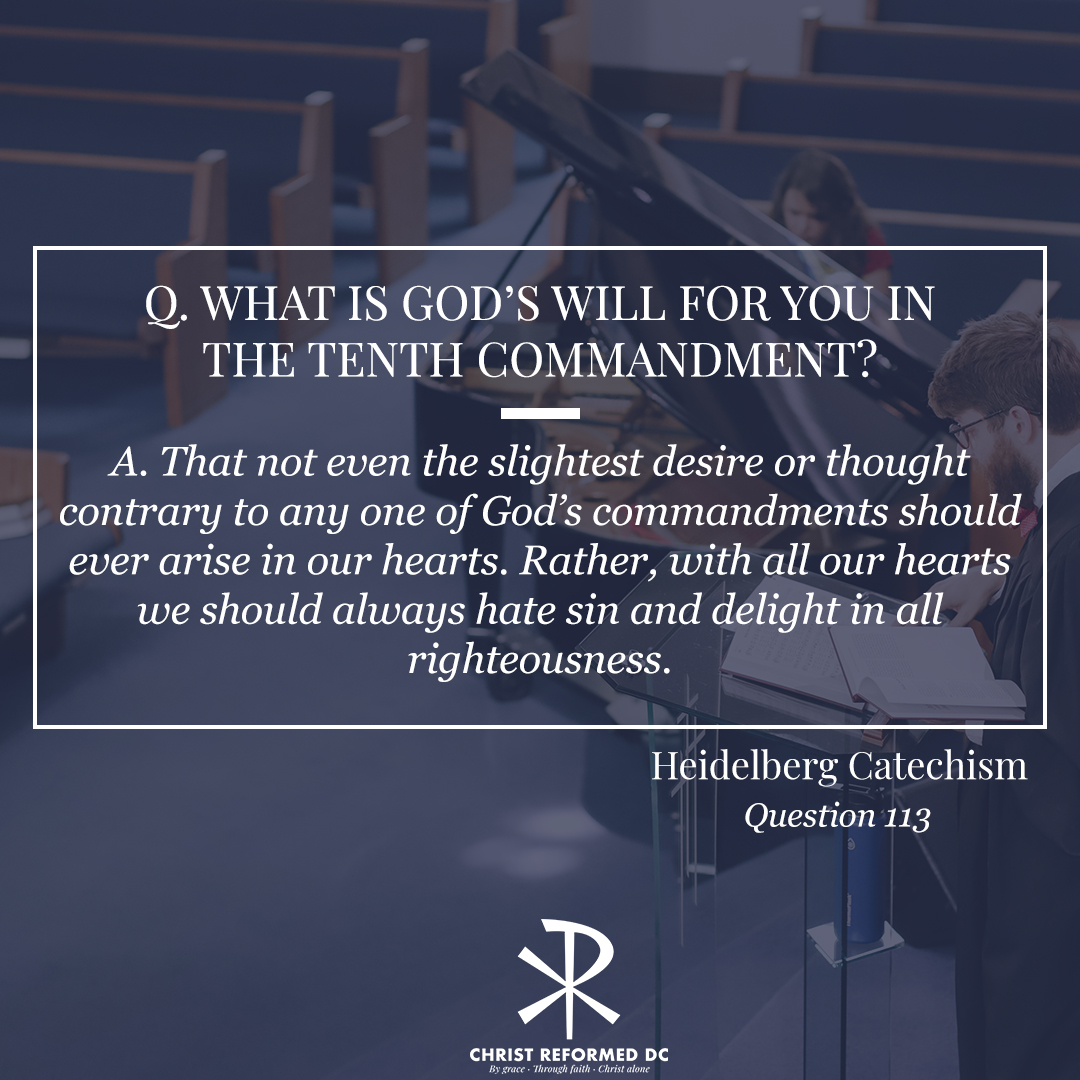 Q. WHAT IS GOD’S WILL FOR YOU IN
THE TENTH COMMANDMENT?
A. That not even the slightest desire or thought
contrary to any one of God’s commandments should
ever arise in our hearts. Rather, with all our hearts
we should always hate sin and delight in all
righteousness.
Heidelberg Catechism
Question 113
CHRIST REFORMED DC
By grace · Through faith · Christ alone